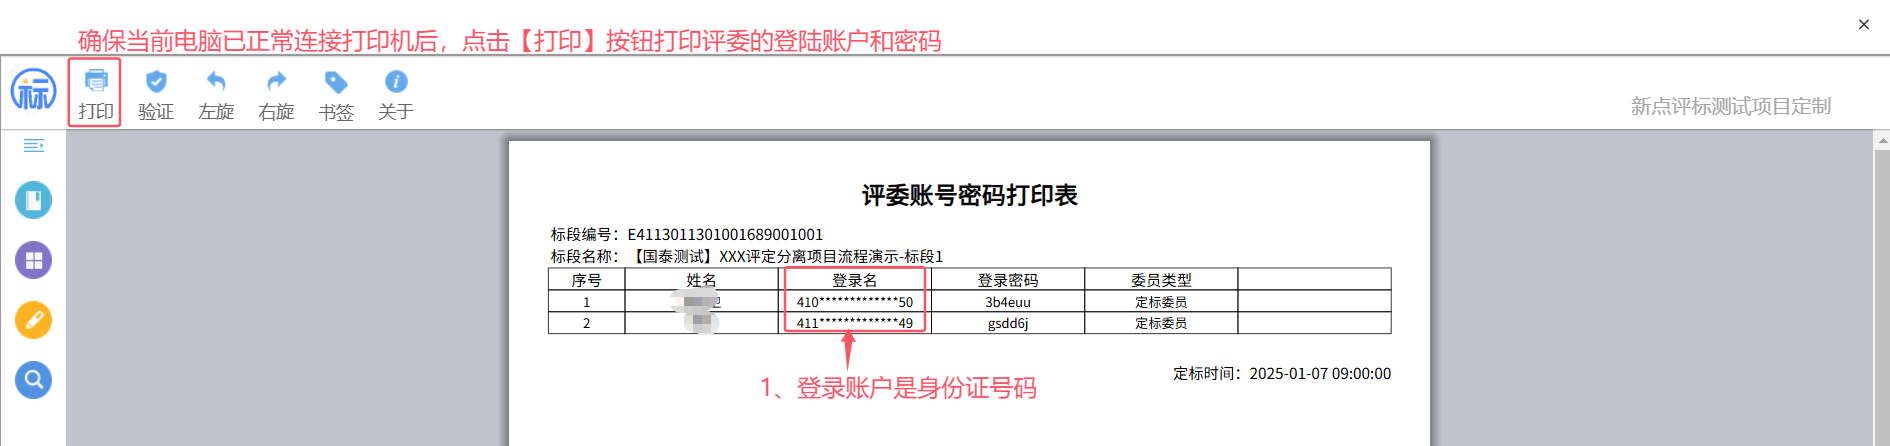 确保当前电脑已正常连接打印机后，点击【打印】按钮打印评委的登陆账户和密码
标
打印 验证 左旋 右旋 书签 关于
新点评标测试项目定制
评委账号密码打印表
标段编号：E4113011301001689001001
标段名称：【国泰测试】XXX评定分离项目流程演示-标段1
序号 姓名 登录名 登录密码 委员类型
1 410*************50 3b4euu 定标委员
2 411*************49 gsdd6j 定标委员
定标时间：2025-01-07 09:00:00
1、登录账户是身份证号码